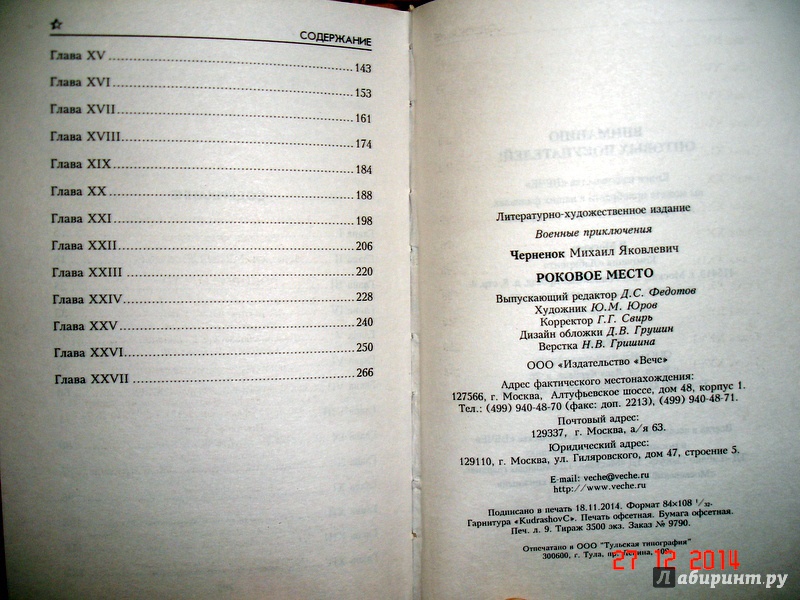 СОДЕРЖАНИЕ
Глава XV 143
Глава XVI 153
Глава XVII 161
Глава XVIII 174
Глава XIX 184
Глава XX 188
Глава XXI 198
Глава XXII 206
Глава XXIII 220
Глава XXIV 228
Глава XXV 240
Глава XXVI 250
Глава XXVII 266
Литературно-художественное издание
Военные приключения
Черненок Михаил Яковлевич
РОКОВОЕ МЕСТО
Выпускающий редактор Д.С. Федотов
Художник Ю.М. Юров
Корректор Г.Г. Свирь
Дизайн обложки Д.В. Грушин
Верстка Н.В. Гришина
ООО «Издательство «Вече»
Адрес фактического местонахождения:
127566, г. Москва, Алтуфьевское шоссе, дом 48, корпус 1.
Тел.: (499) 940-48-70 (факс: доп. 2213), (499) 940-48-71.
Почтовый адрес:
129337, г. Москва, а/я 63.
Юридический адрес:
129110, г. Москва, ул. Гиляровского, дом 47, строение 5.
E-mail: veche@veche.ru
http://www.veche.ru
Подписано в печать 18.11.2014. Формат 84×108 1/32.
Гарнитура «KudrashovC». Печать офсетная. Бумага офсетная.
Печ. л. 9. Тираж 3500 экз. Заказ № 9790.
Отпечатано в ООО "Тульская типография"
300600, г. Тула, пр. Ленина, 109.
27 12 2014
Лабиринт.ру